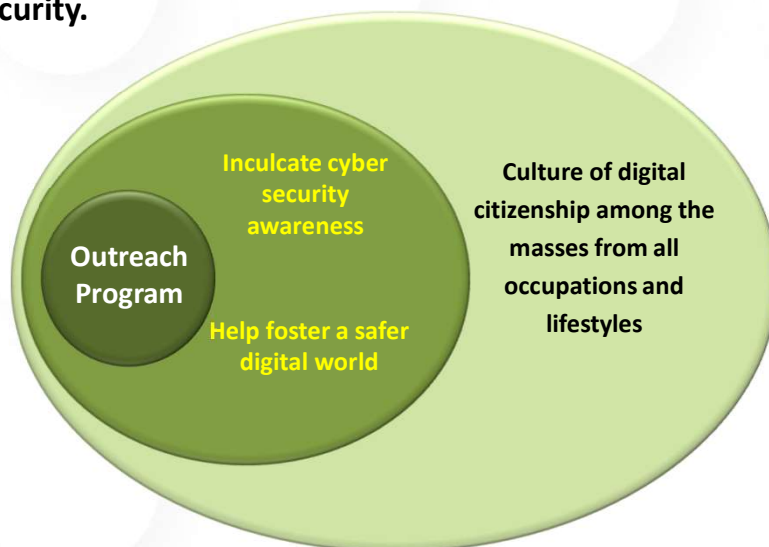 curity.
Inculcate cyber
security
awareness
Outreach
Program
Help foster a safer
digital world
Culture of digital
citizenship among the
masses from all
occupations and
lifestyles